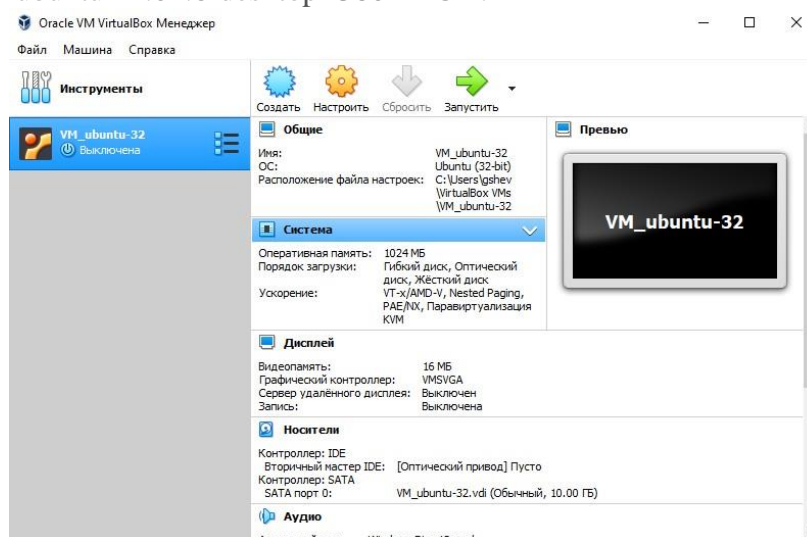 Oracle VM VirtualBox Менеджер
Файл Машина Справка
Инструменты
Создать Настроить Сбросить Запустить
VM_ubuntu-32
Выключена
Общие
Имя: VM_ubuntu-32
ОС: Ubuntu (32-bit)
Расположение файла настроек: C:\Users\gshev
\VirtualBox VMs
\VM_ubuntu-32
Превью
VM_ubuntu-32
Система
Оперативная память: 1024 МБ
Порядок загрузки: Гибкий диск, Оптический
диск, Жёсткий диск
Ускорение: VT-x/AMD-V, Nested Paging,
PAE/NX, Паравиртуализация
KVM
Дисплей
Видеопамять: 16 МБ
Графический контроллер: VMSVGA
Сервер удалённого дисплея: Выключен
Запись: Выключена
Носители
Контроллер: IDE
Вторичный мастер IDE: [Оптический привод] Пусто
Контроллер: SATA
SATA порт 0: VM_ubuntu-32.vdi (Обычный, 10.00 ГБ)
Аудио